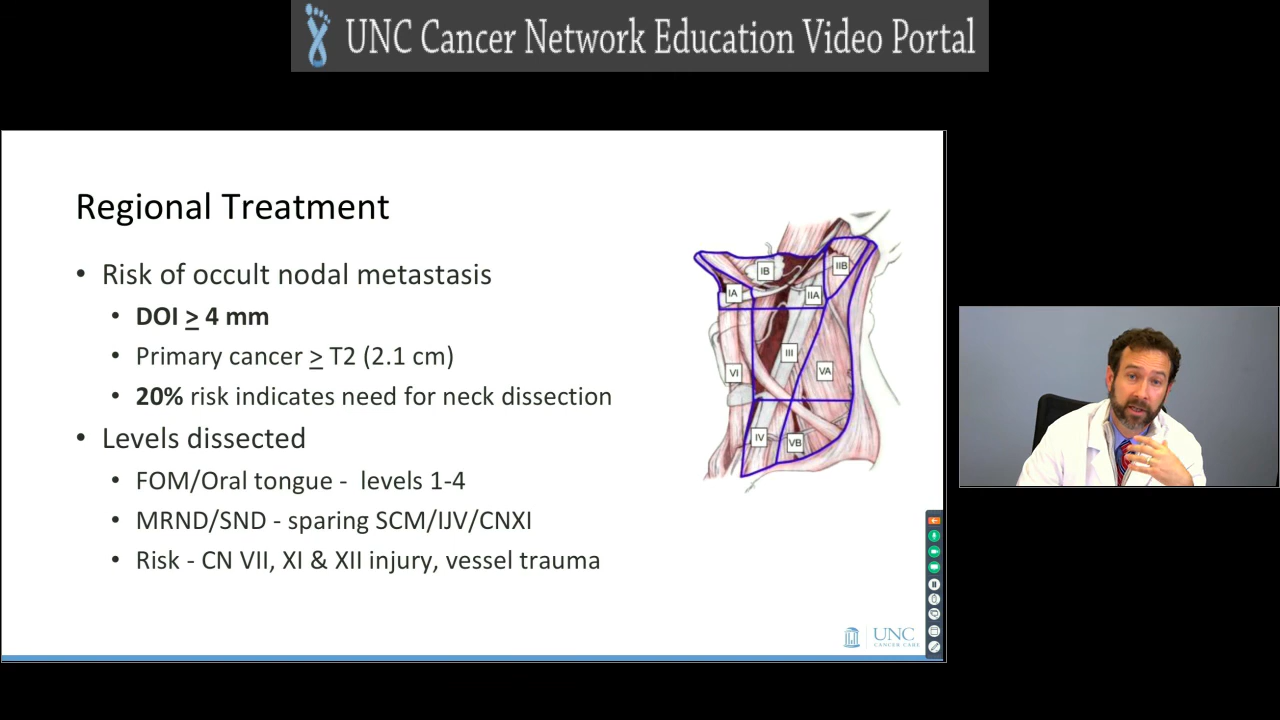 UNC Cancer Network Education Video Portal
Regional Treatment
• Risk of occult nodal metastasis
• DOI ≥ 4 mm
• Primary cancer ≥ T2 (2.1 cm)
• 20% risk indicates need for neck dissection
• Levels dissected
• FOM/Oral tongue - levels 1-4
• MRND/SND - sparing SCM/IJV/CNXI
• Risk - CN VII, XI & XII injury, vessel trauma
IB
IIB
IA
IIA
III
VI
VA
IV
VB
UNC
CANCER CARE